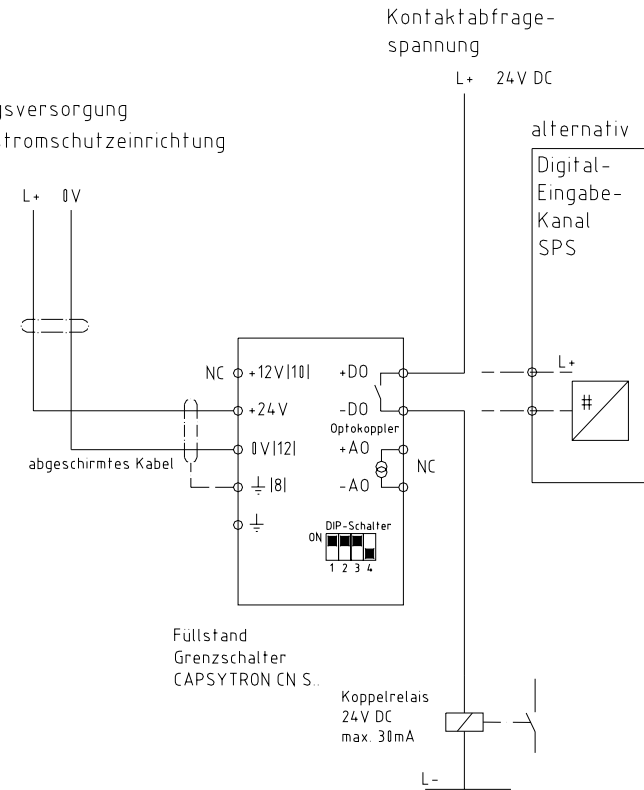 Kontaktabfrage-
spannung
L+ 24V DC
stromschutzeinrichtung
L+ 0V
alternativ
Digital-
Eingabe-
Kanal
SPS
L+
#
NC
+12V|10|
+24V
0V|12|
|8|
abgeschirmtes Kabel
+DO
-DO
Optokoppler
+AO
-AO
NC
DIP-Schalter
ON
1 2 3 4
Füllstand
Grenzschalter
CAPSYTRON CN S..
Koppelrelais
24V DC
max. 30mA
L-